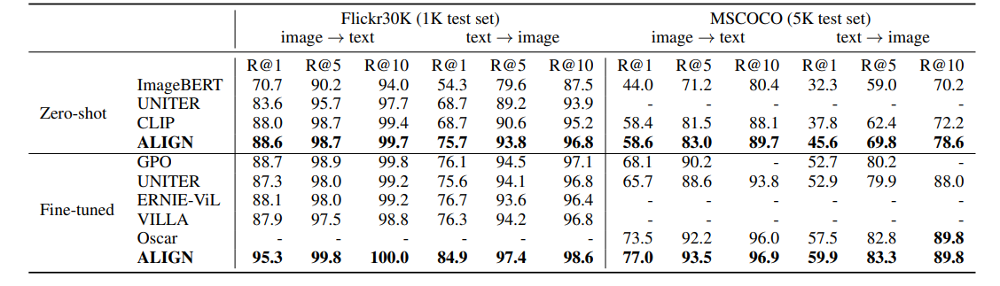 Flickr30K (1K test set) MSCOCO (5K test set)
image → text text → image image → text text → image
R@1 R@5 R@10 R@1 R@5 R@10 R@1 R@5 R@10 R@1 R@5 R@10
Zero-shot
ImageBERT 70.7 90.2 94.0 54.3 79.6 87.5 44.0 71.2 80.4 32.3 59.0 70.2
UNITER 83.6 95.7 97.7 68.7 89.2 93.9 - - - - - -
CLIP 88.0 98.7 99.4 68.7 90.6 95.2 58.4 81.5 88.1 37.8 62.4 72.2
ALIGN 88.6 98.7 99.7 75.7 93.8 96.8 58.6 83.0 89.7 45.6 69.8 78.6
Fine-tuned
GPO 88.7 98.9 99.8 76.1 94.5 97.1 68.1 90.2 - 52.7 80.2 -
UNITER 87.3 98.0 99.2 75.6 94.1 96.8 65.7 88.6 93.8 52.9 79.9 88.0
ERNIE-ViL 88.1 98.0 99.2 76.7 93.6 96.4 - - - - - -
VILLA 87.9 97.5 98.8 76.3 94.2 96.8 - - - - - -
Oscar - - - - - - 73.5 92.2 96.0 57.5 82.8 89.8
ALIGN 95.3 99.8 100.0 84.9 97.4 98.6 77.0 93.5 96.9 59.9 83.3 89.8